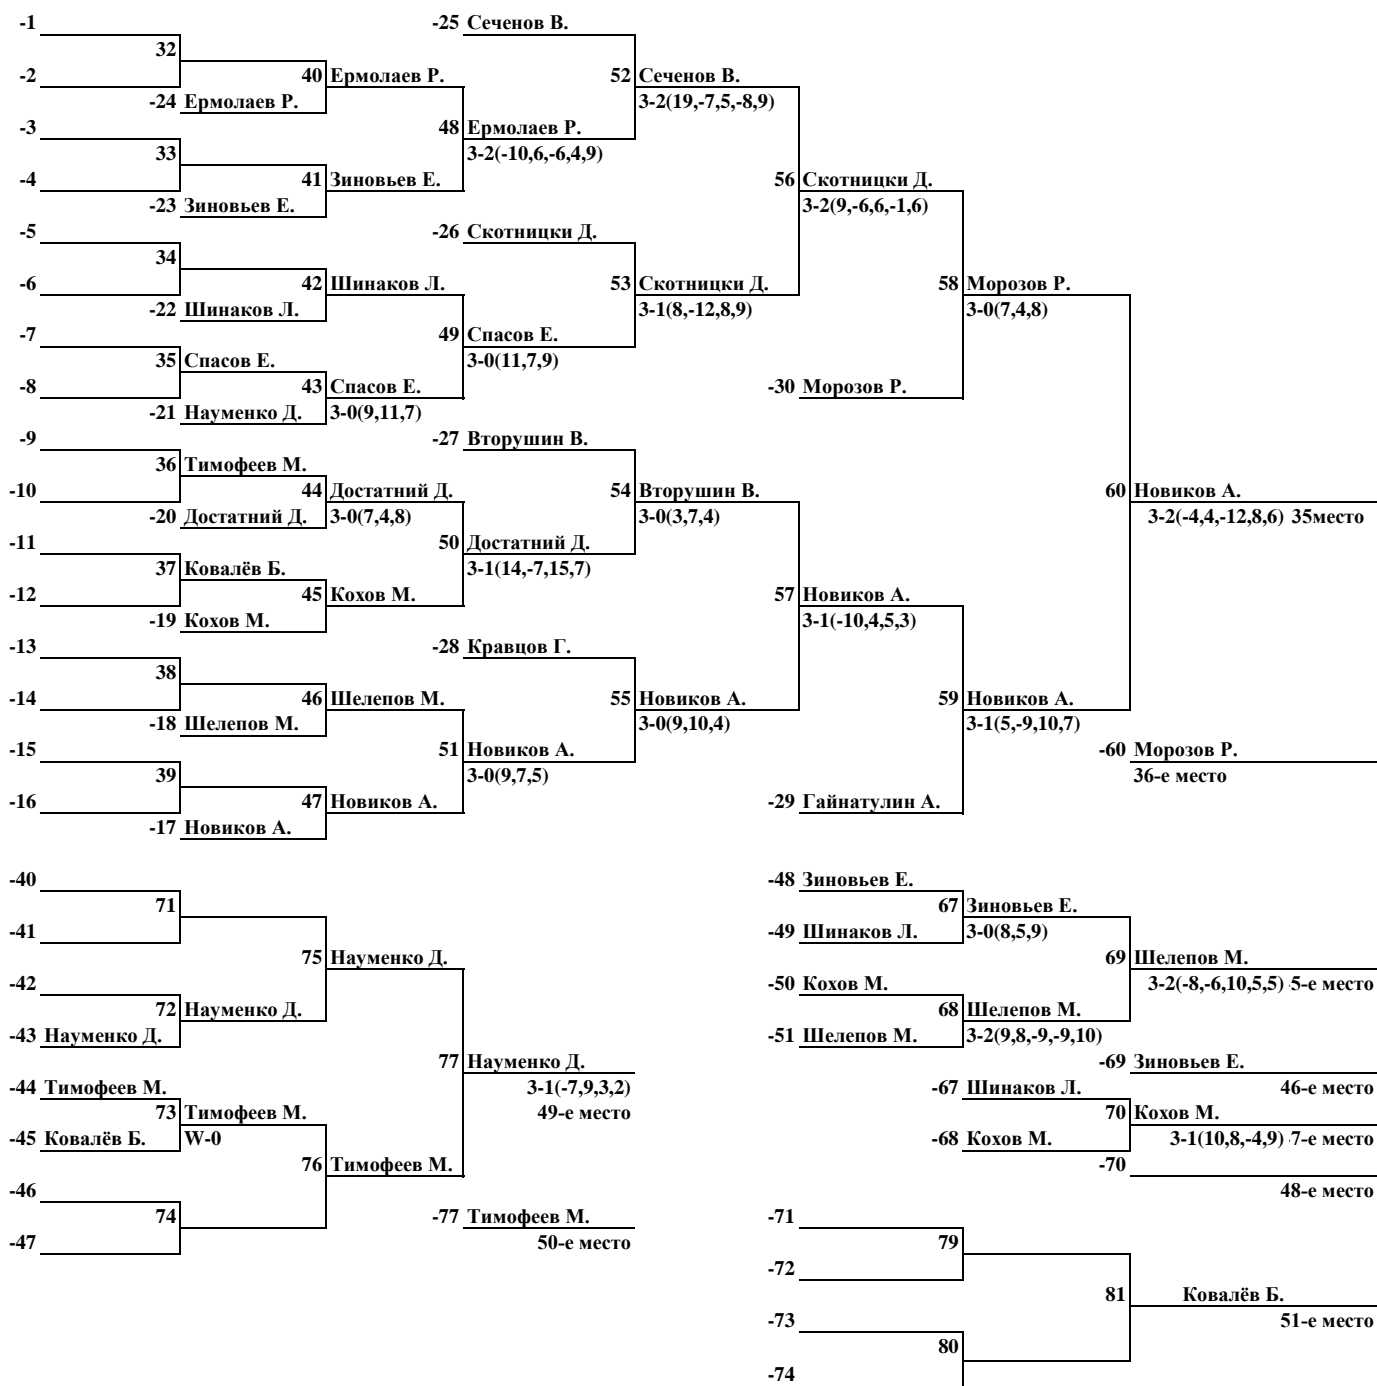 -1
-25 Сеченов В.
32
-2
40 Ермолаев Р.
52 Сеченов В.
-24 Ермолаев Р.
3-2(19,-7,5,-8,9)
-3
48 Ермолаев Р.
33
3-2(-10,6,-6,4,9)
-4
41 Зиновьев Е.
56 Скотницки Д.
-23 Зиновьев Е.
3-2(9,-6,6,-1,6)
-5
-26 Скотницки Д.
34
-6
42 Шинаков Л.
53 Скотницки Д.
58 Морозов Р.
-22 Шинаков Л.
3-1(8,-12,8,9)
3-0(7,4,8)
-7
49 Спасов Е.
35 Спасов Е.
3-0(11,7,9)
-8
43 Спасов Е.
-30 Морозов Р.
-21 Науменко Д.
3-0(9,11,7)
-9
-27 Вторушин В.
36 Тимофеев М.
-10
44 Достатний Д.
54 Вторушин В.
60 Новиков А.
-20 Достатний Д.
3-0(7,4,8)
3-0(3,7,4)
3-2(-4,4,-12,8,6) 35место
-11
50 Достатний Д.
37 Ковалёв Б.
3-1(14,-7,15,7)
-12
45 Кохов М.
57 Новиков А.
-19 Кохов М.
3-1(-10,4,5,3)
-13
-28 Кравцов Г.
38
-14
46 Шелепов М.
55 Новиков А.
59 Новиков А.
-18 Шелепов М.
3-0(9,10,4)
3-1(5,-9,10,7)
-15
51 Новиков А.
-60 Морозов Р.
39
3-0(9,7,5)
36-е место
-16
47 Новиков А.
-29 Гайнатулин А.
-17 Новиков А.
-40
-48 Зиновьев Е.
71
67 Зиновьев Е.
-41
-49 Шинаков Л.
3-0(8,5,9)
75 Науменко Д.
69 Шелепов М.
-42
-50 Кохов М.
3-2(-8,-6,10,5,5) 5-е место
72 Науменко Д.
68 Шелепов М.
-43 Науменко Д.
-51 Шелепов М.
3-2(9,8,-9,-9,10)
77 Науменко Д.
-69 Зиновьев Е.
-44 Тимофеев М.
3-1(-7,9,3,2)
-67 Шинаков Л.
46-е место
73 Тимофеев М.
49-е место
70 Кохов М.
-45 Ковалёв Б.
W-0
-68 Кохов М.
3-1(10,8,-4,9) 7-е место
76 Тимофеев М.
-70
-46
48-е место
74
-77 Тимофеев М.
-71
-47
50-е место
79
-72
81 Ковалёв Б.
-73
51-е место
80
-74